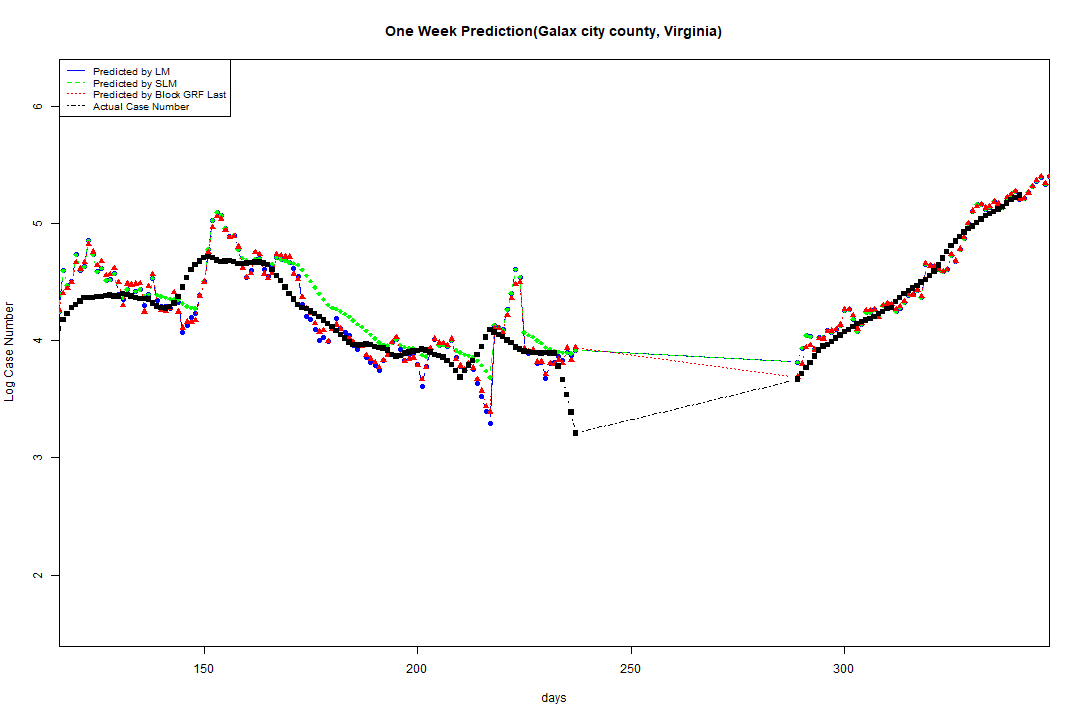 One Week Prediction(Galax city county, Virginia)
Predicted by LM
Predicted by SLM
Predicted by Block GRF Last
Actual Case Number
6
5
4
3
2
Log Case Number
150
200
250
300
days